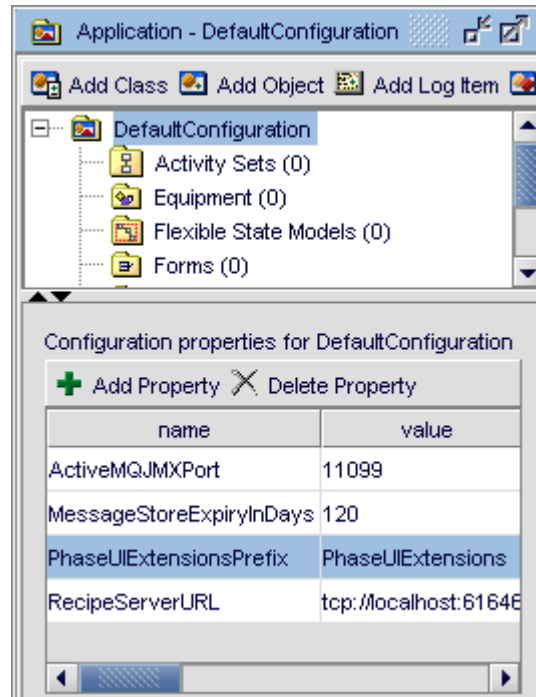 Application - DefaultConfiguration
Add Class Add Object Add Log Item
DefaultConfiguration
Activity Sets (0)
Equipment (0)
Flexible State Models (0)
Forms (0)
Configuration properties for DefaultConfiguration
Add Property Delete Property
name value
ActiveMQJMXPort 11099
MessageStoreExpiryInDays 120
PhaseUIExtensionsPrefix PhaseUIExtensions
RecipeServerURL tcp://localhost:61646